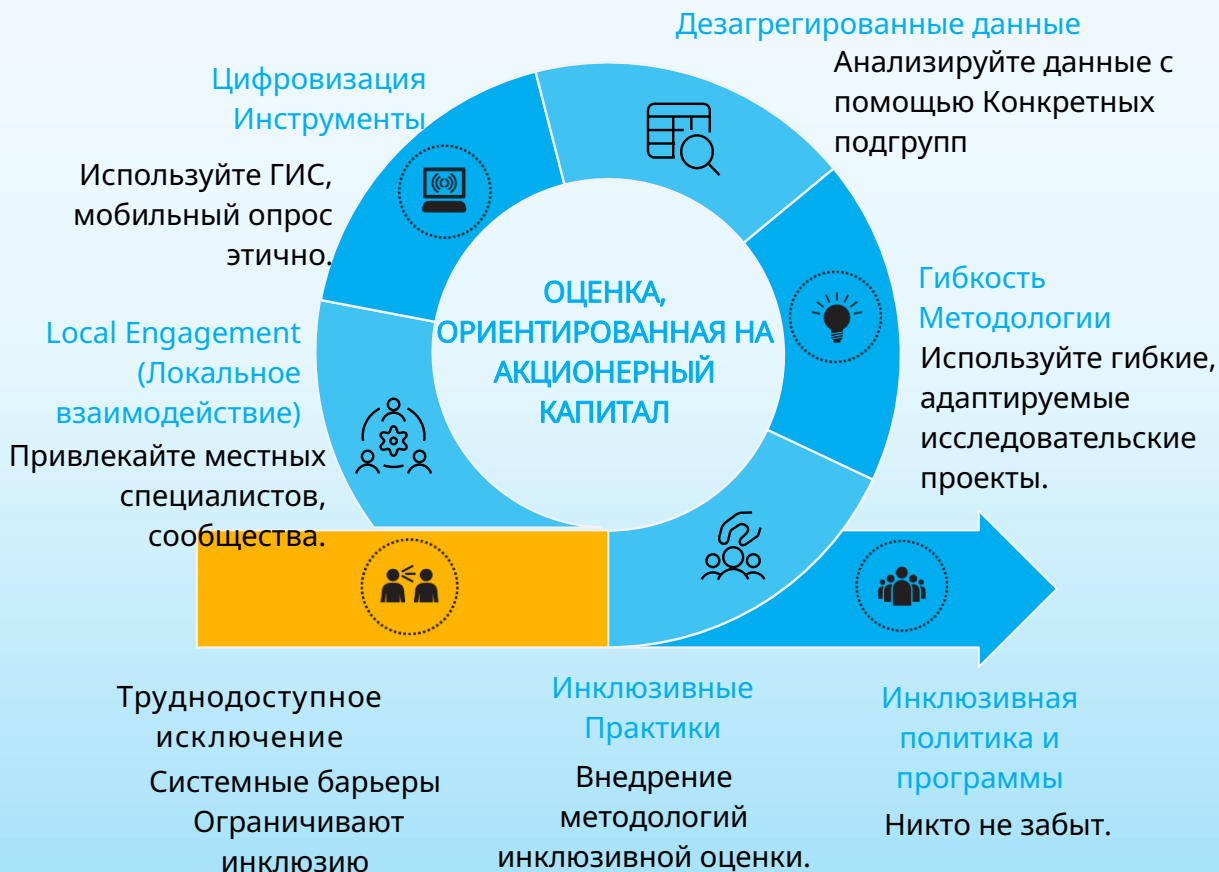 Дезагрегированные данные
Анализируйте данные с
помощью Конкретных
подгрупп
Цифровизация
Инструменты
Используйте ГИС,
мобильный опрос
этично.
ОЦЕНКА,
ОРИЕНТИРОВАННАЯ НА
АКЦИОНЕРНЫЙ
КАПИТАЛ
Гибкость
Методологии
Используйте гибкие,
адаптируемые
исследовательские
проекты.
Local Engagement
(Локальное
взаимодействие)
Привлекайте местных
специалистов,
сообщества.
Труднодоступное
исключение
Системные барьеры
Ограничивают
инклюзию
Инклюзивные
Практики
Внедрение
методологий
инклюзивной оценки.
Инклюзивная
политика и
программы
Никто не забыт.